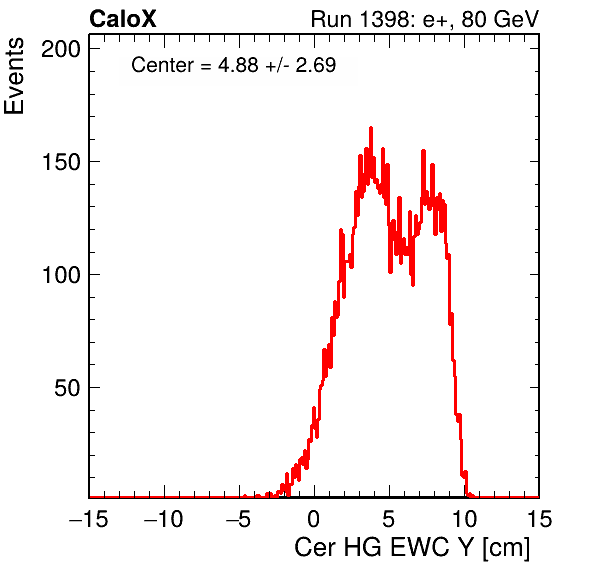 CaloX Run 1398: e+, 80 GeV
Center = 4.88 +/- 2.69
Events
200
150
100
50
−15 −10 −5 0 5 10 15
Cer HG EWC Y [cm]